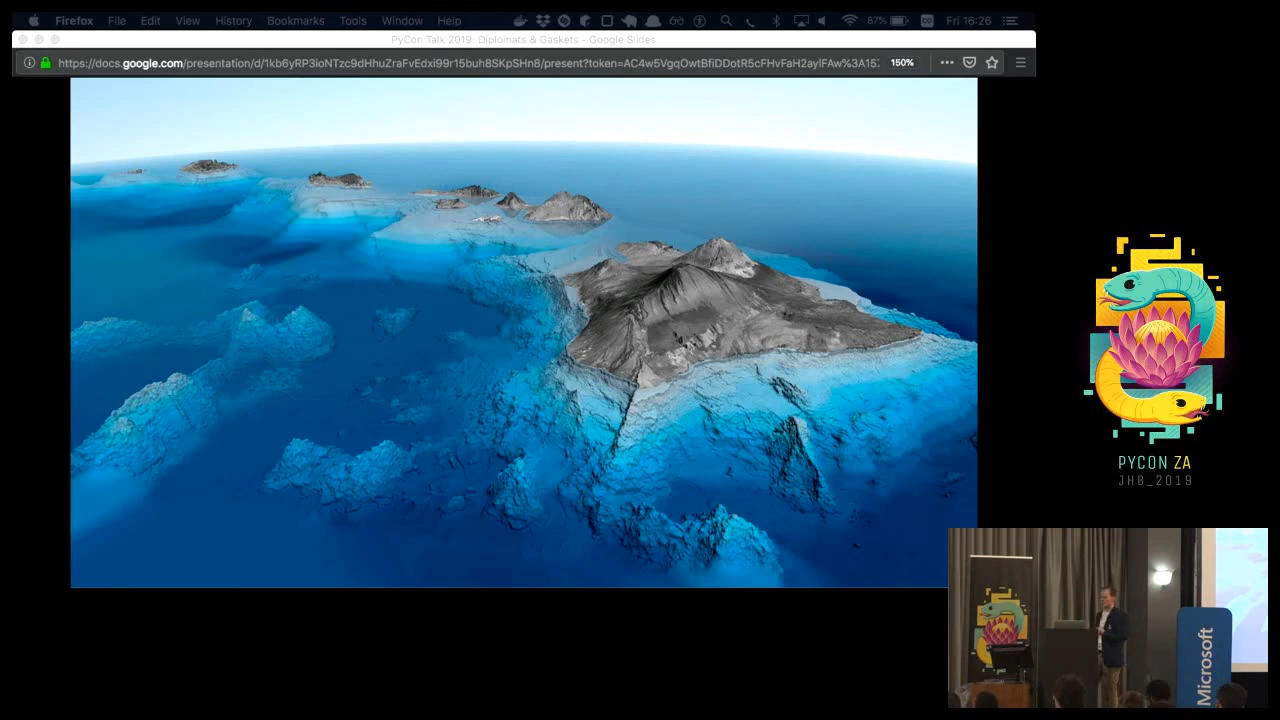 Firefox File Edit View History Bookmarks Tools Window Help 87% Fri 16:26
PyCon Talk 2019: Diplomats & Gaskets - Google Slides
https://docs.google.com/presentation/d/1kb6yRP3ioNTzc9dHhuZraFvEdxi99r15buh8SKpSHn8/present?token=AC4w5VgqOwtBfiDDotR5cFHvFaH2aylFAw%3A15 150%
PYCON ZA
JHB_2019
Microsoft